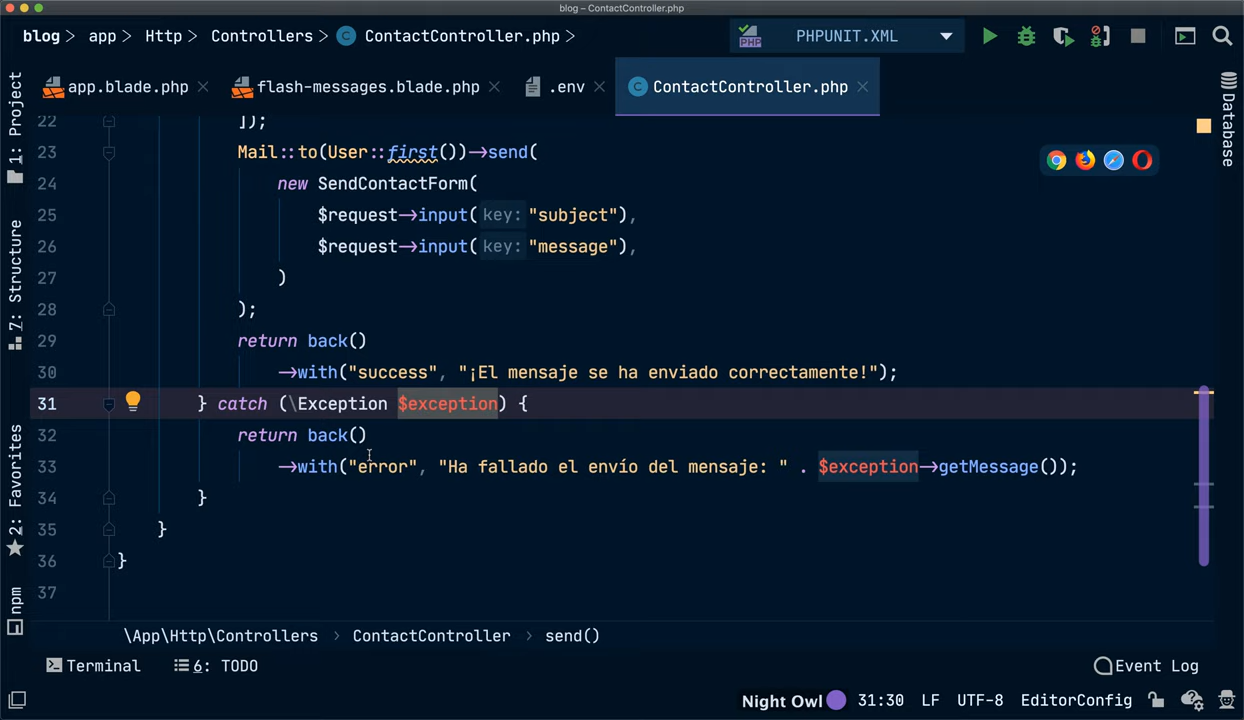 blog – ContactController.php
blog > app > Http > Controllers > ContactController.php >
PHPUNIT.XML
app.blade.php
flash-messages.blade.php
.env
ContactController.php
1: Project
7: Structure
2: Favorites
npm
Database
22 ]);
23 Mail::to(User::first())->send(
24 new SendContactForm(
25 $request->input( key: "subject"),
26 $request->input( key: "message"),
27 )
28 );
29 return back()
30 ->with("success", "¡El mensaje se ha enviado correctamente!");
31 } catch (\Exception $exception) {
32 return back()
33 ->with("error", "Ha fallado el envío del mensaje: " . $exception->getMessage());
34 }
35 }
36 }
37
\App\Http\Controllers > ContactController > send()
Terminal
6: TODO
Event Log
Night Owl
31:30
LF
UTF-8
EditorConfig